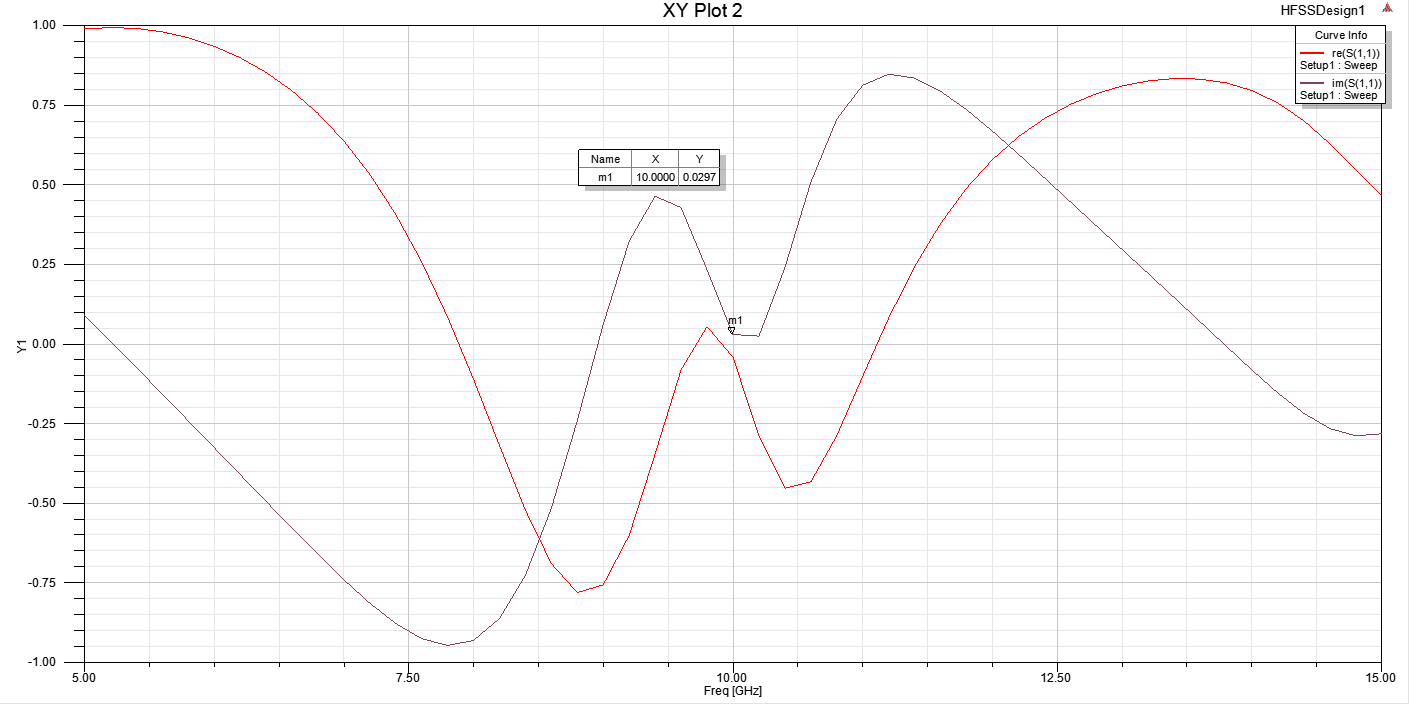 XY Plot 2
HFSSDesign1
Curve Info
re(S(1,1))
Setup1 : Sweep
im(S(1,1))
Setup1 : Sweep
1.00
0.75
0.50
0.25
0.00
-0.25
-0.50
-0.75
-1.00
Y1
Name X Y
m1 10.0000 0.0297
m1
5.00 7.50 10.00 12.50 15.00
Freq [GHz]